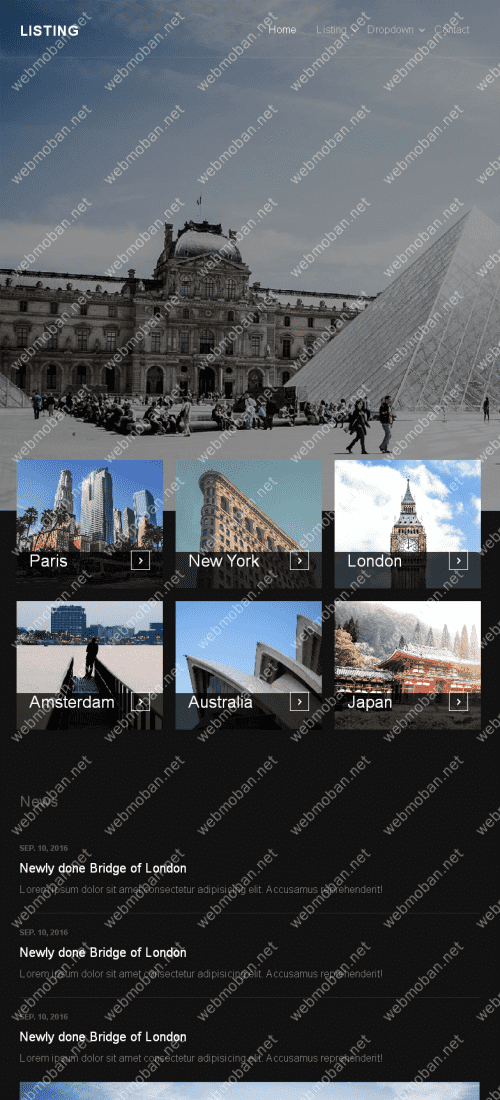 LISTING
Home Listing Dropdown Contact
Paris
New York
London
Amsterdam
Australia
Japan
News
SEP. 10, 2016
Newly done Bridge of London
Lorem ipsum dolor sit amet consectetur adipisicing elit. Accusamus reprehenderit!
SEP. 10, 2016
Newly done Bridge of London
Lorem ipsum dolor sit amet consectetur adipisicing elit. Accusamus reprehenderit!
SEP. 10, 2016
Newly done Bridge of London
Lorem ipsum dolor sit amet consectetur adipisicing elit. Accusamus reprehenderit!
webmoban.net